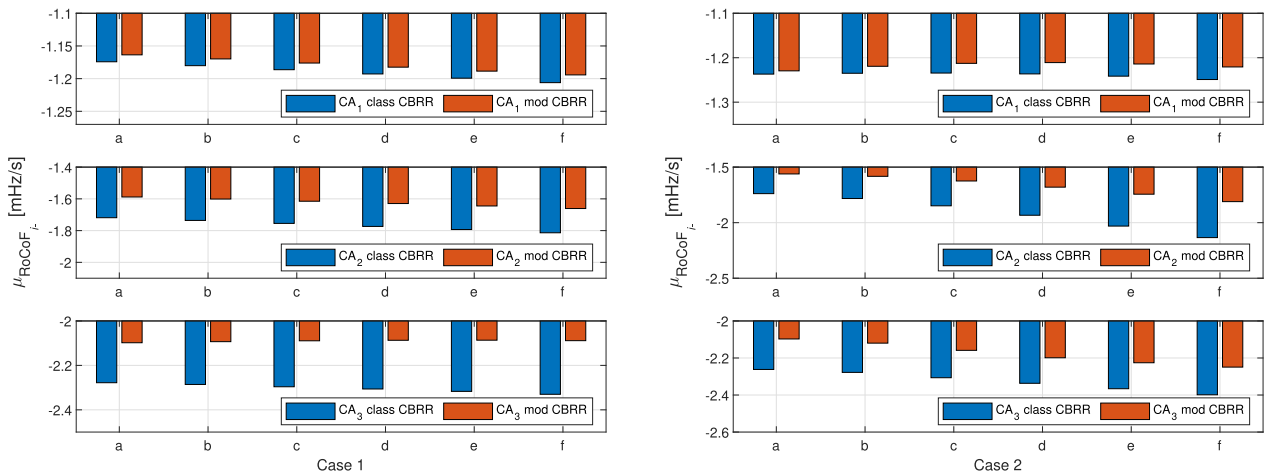 -1.1
-1.15
-1.2
-1.25
CA1 class CBRR CA1 mod CBRR
a b c d e f
-1.4
-1.6
-1.8
-2
CA2 class CBRR CA2 mod CBRR
a b c d e f
μRoCoF i- [mHz/s]
-2
-2.2
-2.4
CA3 class CBRR CA3 mod CBRR
a b c d e f
Case 1
-1.1
-1.2
-1.3
CA1 class CBRR CA1 mod CBRR
a b c d e f
-1.5
-2
-2.5
CA2 class CBRR CA2 mod CBRR
a b c d e f
μRoCoF i- [mHz/s]
-2
-2.2
-2.4
-2.6
CA3 class CBRR CA3 mod CBRR
a b c d e f
Case 2